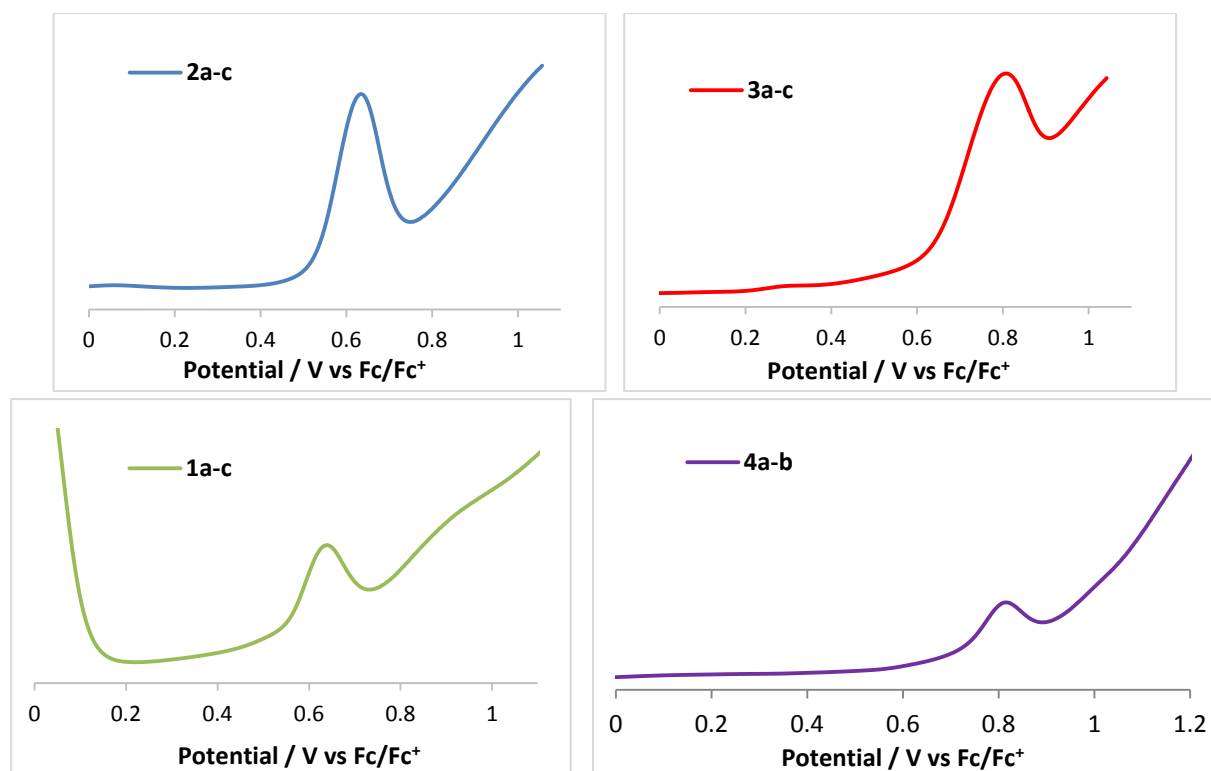 2a-c
0 0.2 0.4 0.6 0.8 1
Potential / V vs Fc/Fc⁺
3a-c
0 0.2 0.4 0.6 0.8 1
Potential / V vs Fc/Fc⁺
1a-c
0 0.2 0.4 0.6 0.8 1
Potential / V vs Fc/Fc⁺
4a-b
0 0.2 0.4 0.6 0.8 1 1.2
Potential / V vs Fc/Fc⁺